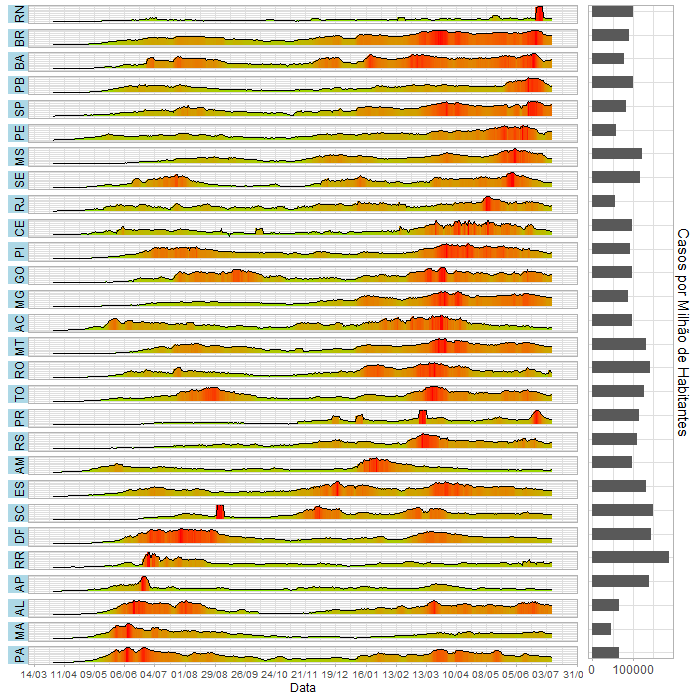 RN
BR
BA
PB
SP
PE
MS
SE
RJ
CE
PI
GO
MG
AC
MT
RO
TO
PR
RS
AM
ES
SC
DF
RR
AP
AL
MA
PA
14/03 11/04 09/05 06/06 04/07 01/08 29/08 26/09 24/10 21/11 19/12 16/01 13/02 13/03 10/04 08/05 05/06 03/07 31/0
Data
0 100000
Casos por Milhão de Habitantes